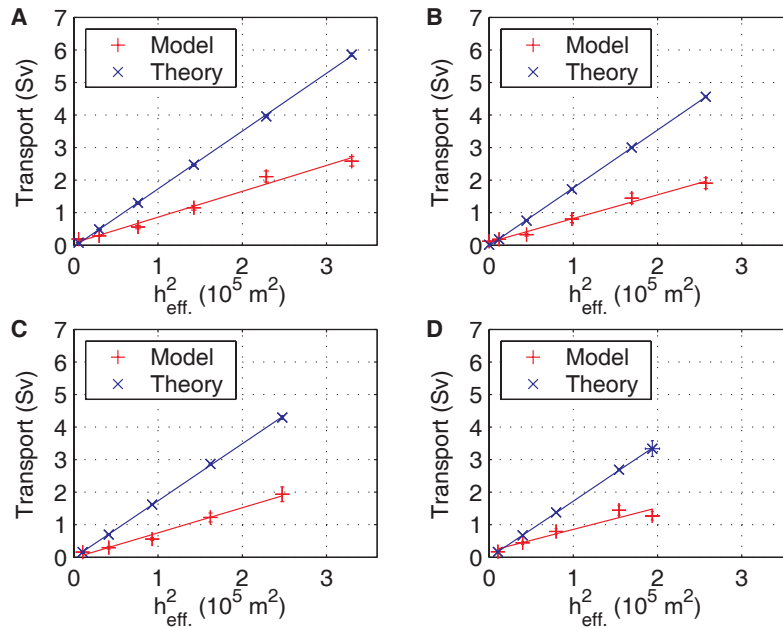 A
Transport (Sv)
7
6
5
4
3
2
1
0
Model
Theory
0 1 2 3
h²eff. (10⁵ m²)
B
Transport (Sv)
7
6
5
4
3
2
1
0
Model
Theory
0 1 2 3
h²eff. (10⁵ m²)
C
Transport (Sv)
7
6
5
4
3
2
1
0
Model
Theory
0 1 2 3
h²eff. (10⁵ m²)
D
Transport (Sv)
7
6
5
4
3
2
1
0
Model
Theory
0 1 2 3
h²eff. (10⁵ m²)